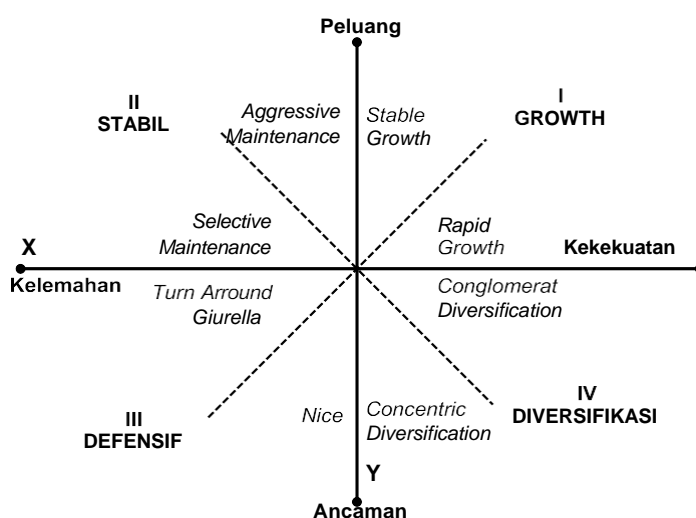 Peluang
II
STABIL
Aggressive
Maintenance
Stable
Growth
I
GROWTH
Selective
Maintenance
Rapid
Growth
X
Kekekuatan
Kelemahan
Turn Arround
Giurella
Conglomerat
Diversification
III
DEFENSIF
Nice
Concentric
Diversification
IV
DIVERSIFIKASI
Y
Ancaman